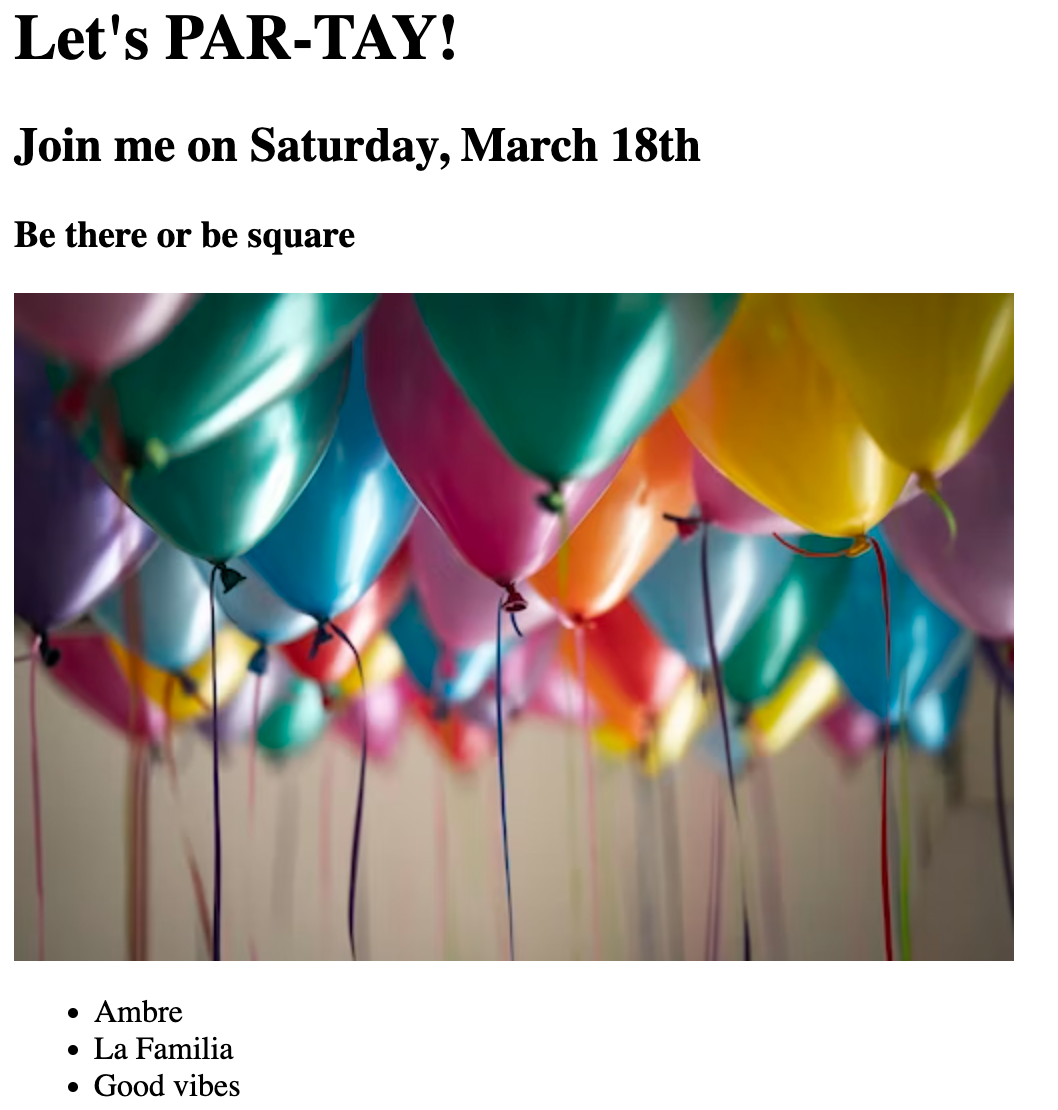 Let's PAR-TAY!
Join me on Saturday, March 18th
Be there or be square
Ambre
La Familia
Good vibes